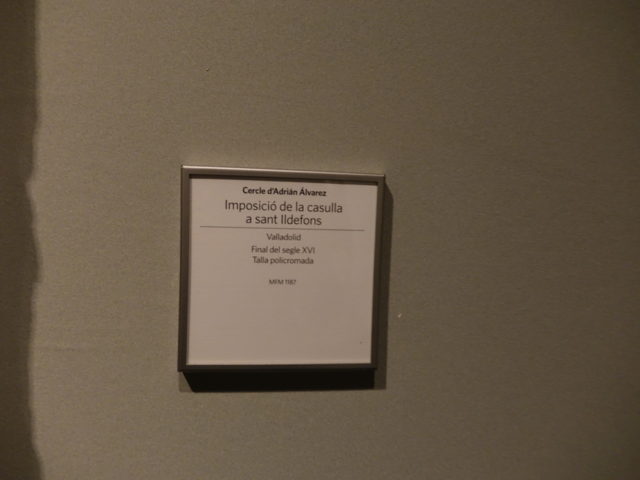 Cercle d'Adrián Álvarez
Imposició de la casulla
a sant Ildefons
Valladolid
Final del segle XVI
Talla policromada
MFM 1187